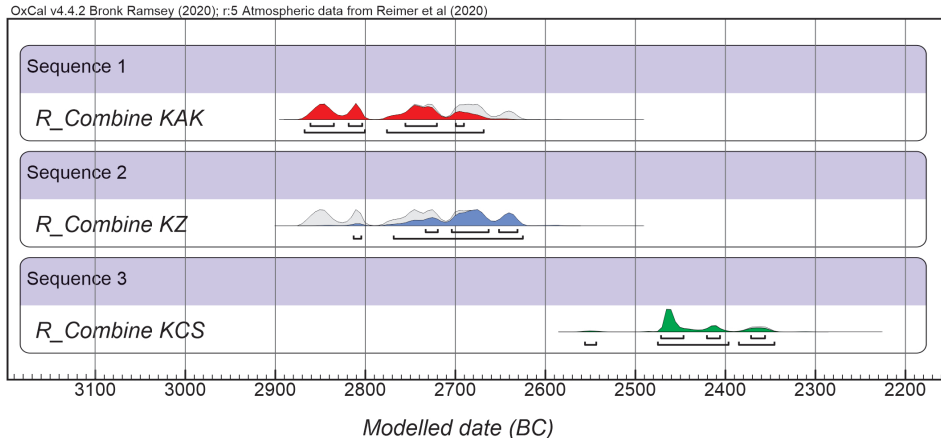 OxCal v4.4.2 Bronk Ramsey (2020); r:5 Atmospheric data from Reimer et al (2020)
Sequence 1
R_Combine KAK
Sequence 2
R_Combine KZ
Sequence 3
R_Combine KCS
3100 3000 2900 2800 2700 2600 2500 2400 2300 2200
Modelled date (BC)